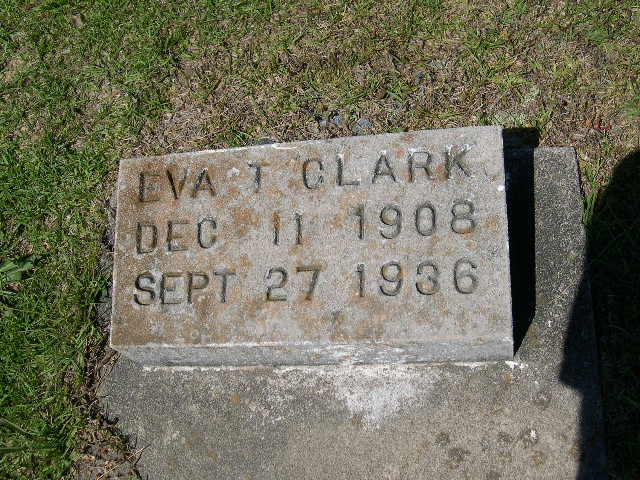 EVA T CLARK
DEC 11 1908
SEPT 27 1936